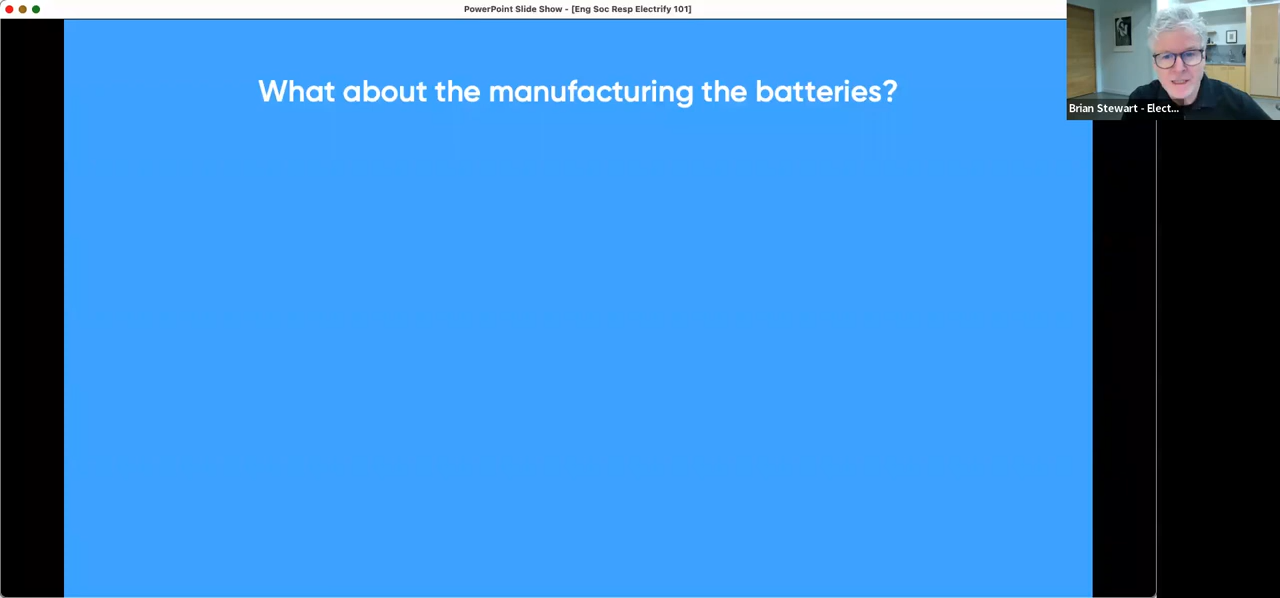 PowerPoint Slide Show - [Eng Soc Resp Electrify 101]
What about the manufacturing the batteries?
Brian Stewart - Elect...